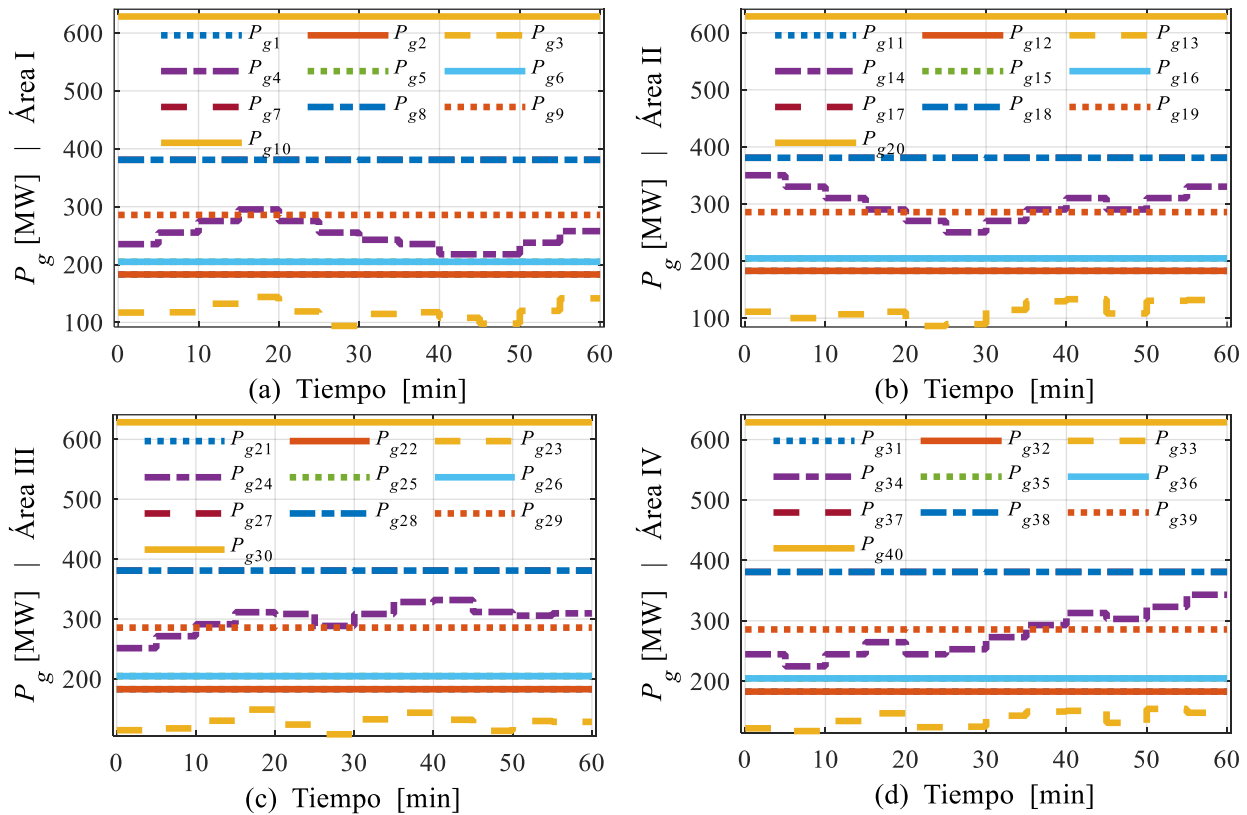 P_g [MW] | Área I
600
500
400
300
200
100
P_g1 P_g2 P_g3
P_g4 P_g5 P_g6
P_g7 P_g8 P_g9
P_g10
0 10 20 30 40 50 60
(a) Tiempo [min]
P_g [MW] | Área II
600
500
400
300
200
100
P_g11 P_g12 P_g13
P_g14 P_g15 P_g16
P_g17 P_g18 P_g19
P_g20
0 10 20 30 40 50 60
(b) Tiempo [min]
P_g [MW] | Área III
600
500
400
300
200
P_g21 P_g22 P_g23
P_g24 P_g25 P_g26
P_g27 P_g28 P_g29
P_g30
0 10 20 30 40 50 60
(c) Tiempo [min]
P_g [MW] | Área IV
600
500
400
300
200
P_g31 P_g32 P_g33
P_g34 P_g35 P_g36
P_g37 P_g38 P_g39
P_g40
0 10 20 30 40 50 60
(d) Tiempo [min]